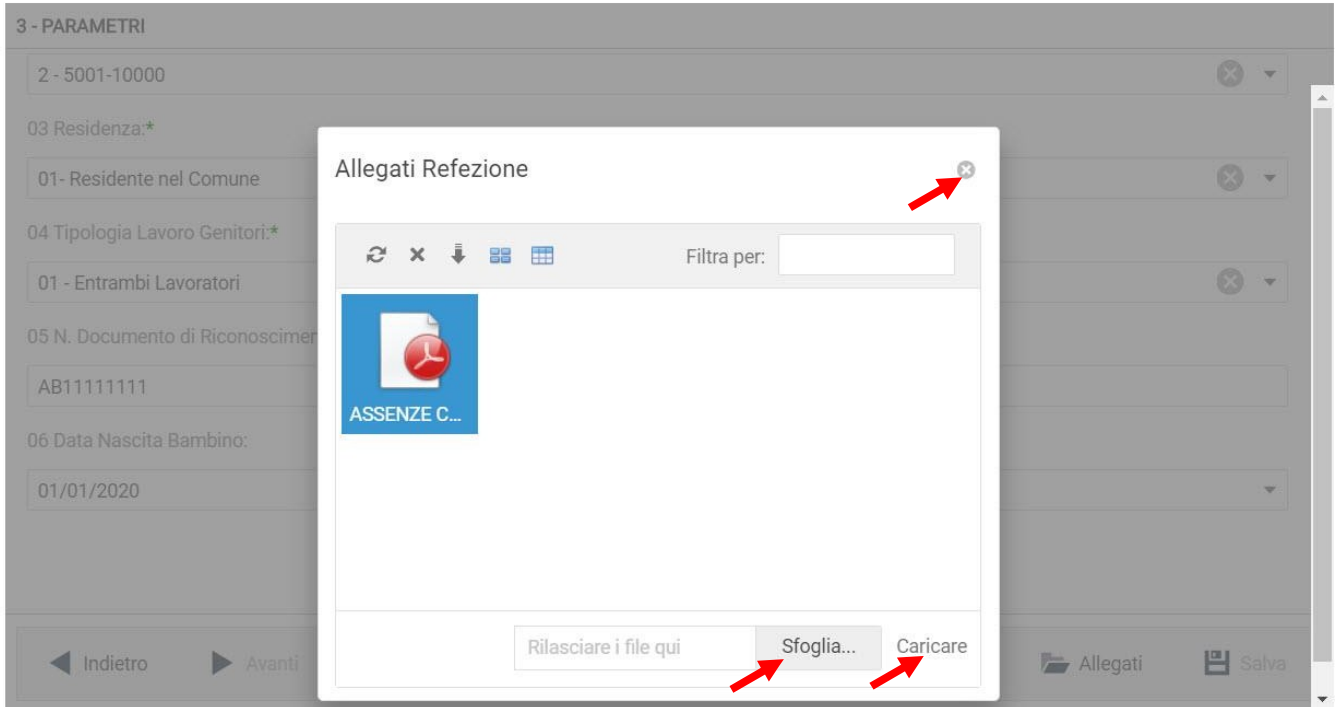 3 - PARAMETRI
2 - 5001-10000
03 Residenza:*
01- Residente nel Comune
04 Tipologia Lavoro Genitori:*
01 - Entrambi Lavoratori
05 N. Documento di Riconoscimen
AB11111111
06 Data Nascita Bambino:
01/01/2020
Allegati Refezione
Filtra per:
ASSENZE C...
Rilasciare i file qui
Sfoglia...
Caricare
Indietro
Avanti
Allegati
Salva